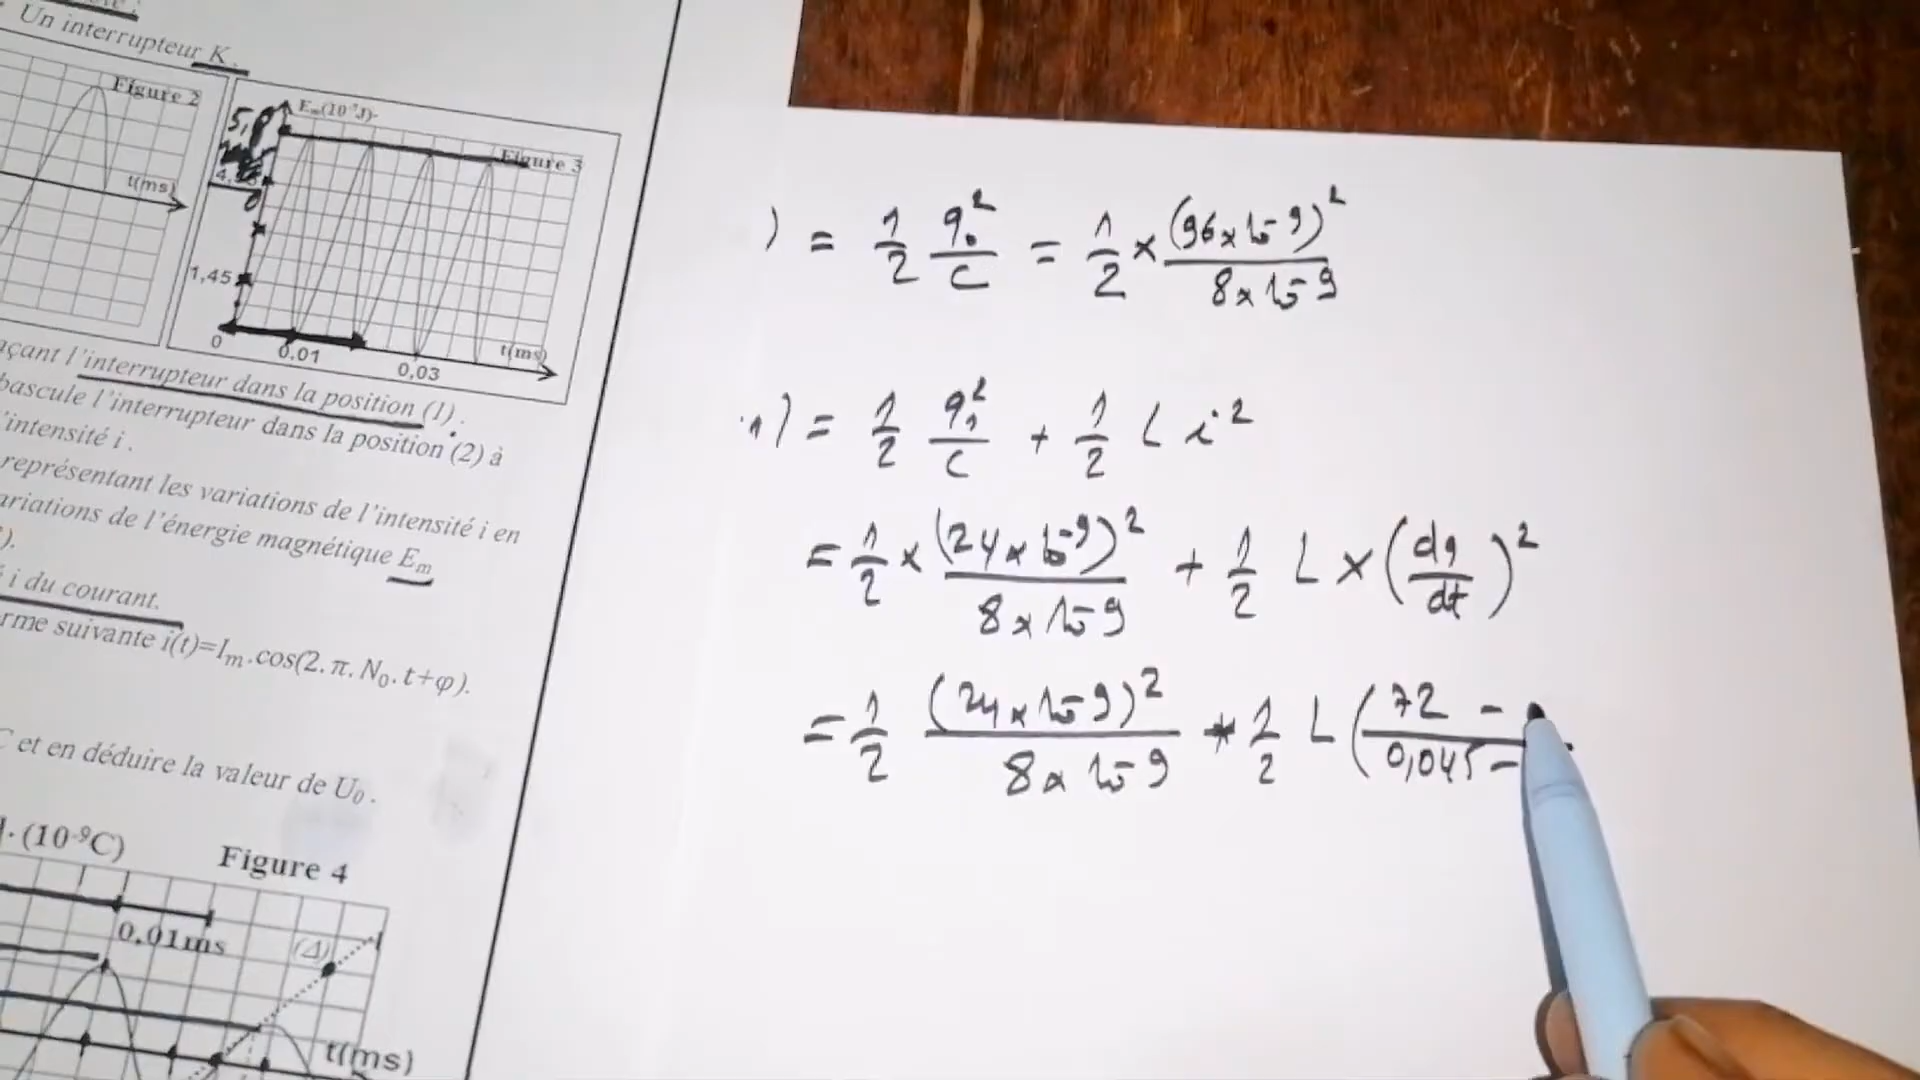 Un interrupteur K.
Figure 2
t(ms)
5,8
Eₘ(10⁻⁷J)
Figure 3
1,45
0
0.01
0,03
t(ms)
açant l'interrupteur dans la position (1).
bascule l'interrupteur dans la position (2) à
l'intensité i.
représentant les variations de l'intensité i en
ariations de l'énergie magnétique Eₘ
).
i du courant.
rme suivante i(t)=Iₘ.cos(2.π.N₀.t+φ).
C et en déduire la valeur de U₀.
(10⁻⁹C)
Figure 4
0.01ms
(Δ)
t(ms)
) = 1/2 q₀²/C = 1/2 × (96×10⁻⁹)²/8×10⁻⁹
1) = 1/2 q₁²/C + 1/2 L i²
= 1/2 × (24×10⁻⁹)²/8×10⁻⁹ + 1/2 L × (dq/dt)²
= 1/2 (24×10⁻⁹)²/8×10⁻⁹ + 1/2 L (72 -/0,045 -